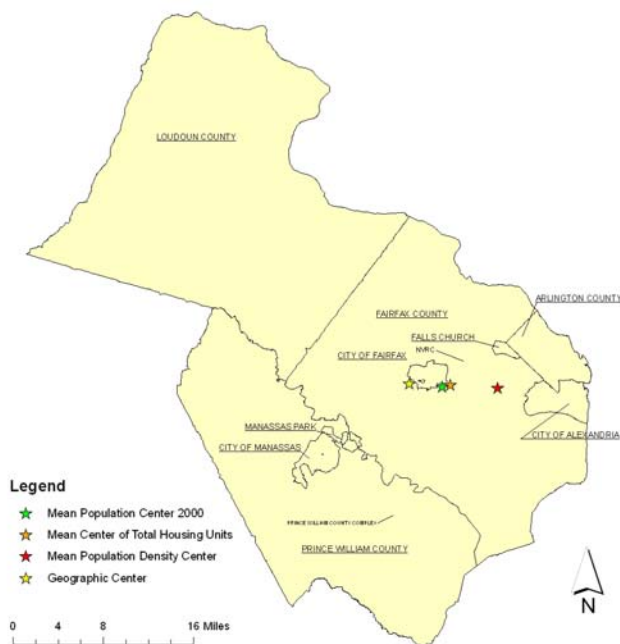 LOUDOUN COUNTY
ARLINGTON COUNTY
FAIRFAX COUNTY
FALLS CHURCH
NVRC
CITY OF FAIRFAX
MANASSAS PARK
CITY OF MANASSAS
CITY OF ALEXANDRIA
Legend
Mean Population Center 2000
Mean Center of Total Housing Units
Mean Population Density Center
Geographic Center
PRINCE WILLIAM COUNTY COMPLEX
PRINCE WILLIAM COUNTY
0 4 8 16 Miles
N